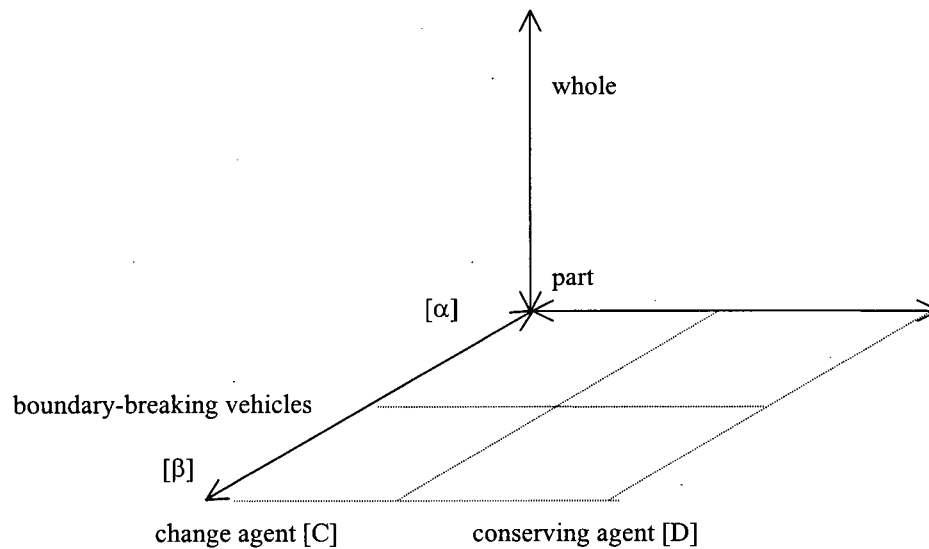 whole
part
[α]
boundary-breaking vehicles
[β]
change agent [C] conserving agent [D]